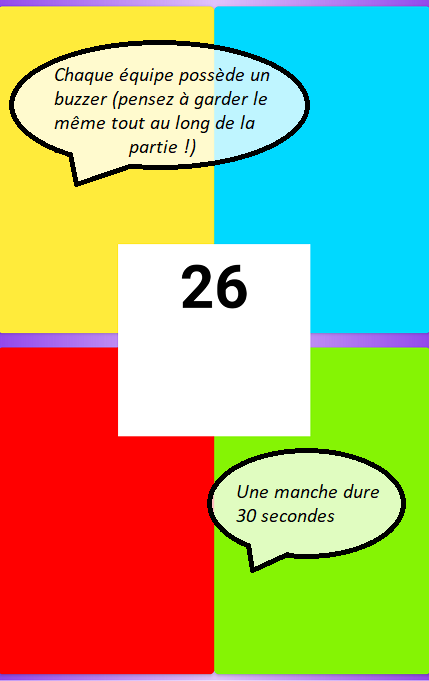 Chaque équipe possède un
buzzer (pensez à garder le
même tout au long de la
partie !)
26
Une manche dure
30 secondes